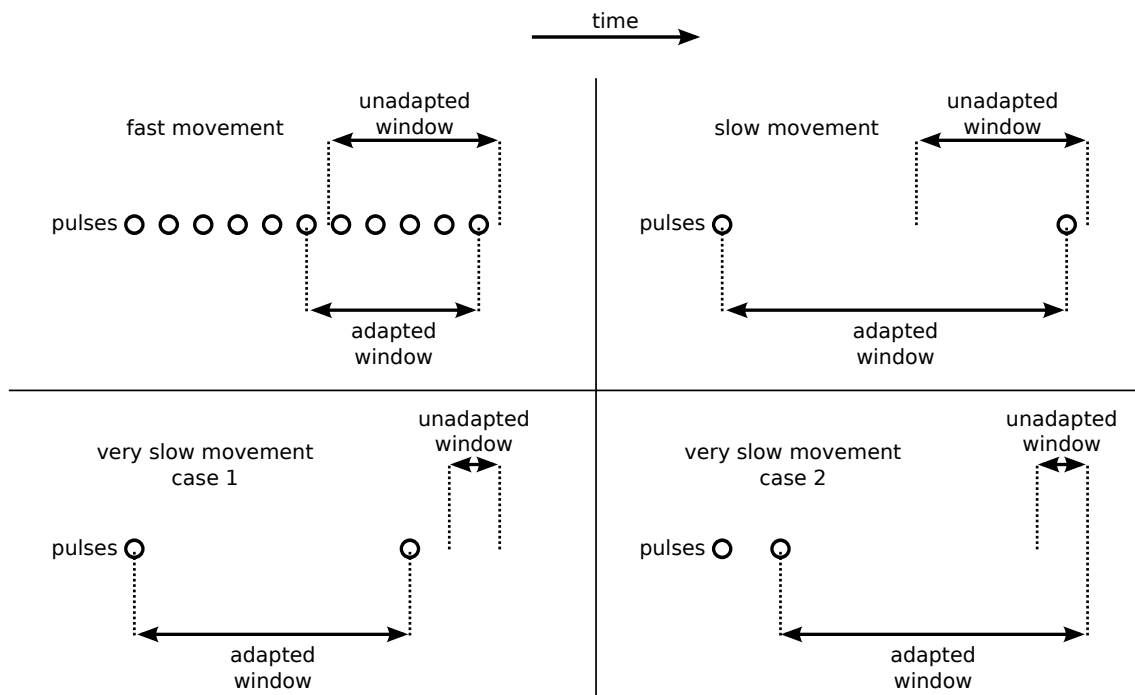 time
unadapted
window
fast movement
pulses
adapted
window
unadapted
window
slow movement
pulses
adapted
window
unadapted
window
very slow movement
case 1
pulses
adapted
window
unadapted
window
very slow movement
case 2
pulses
adapted
window